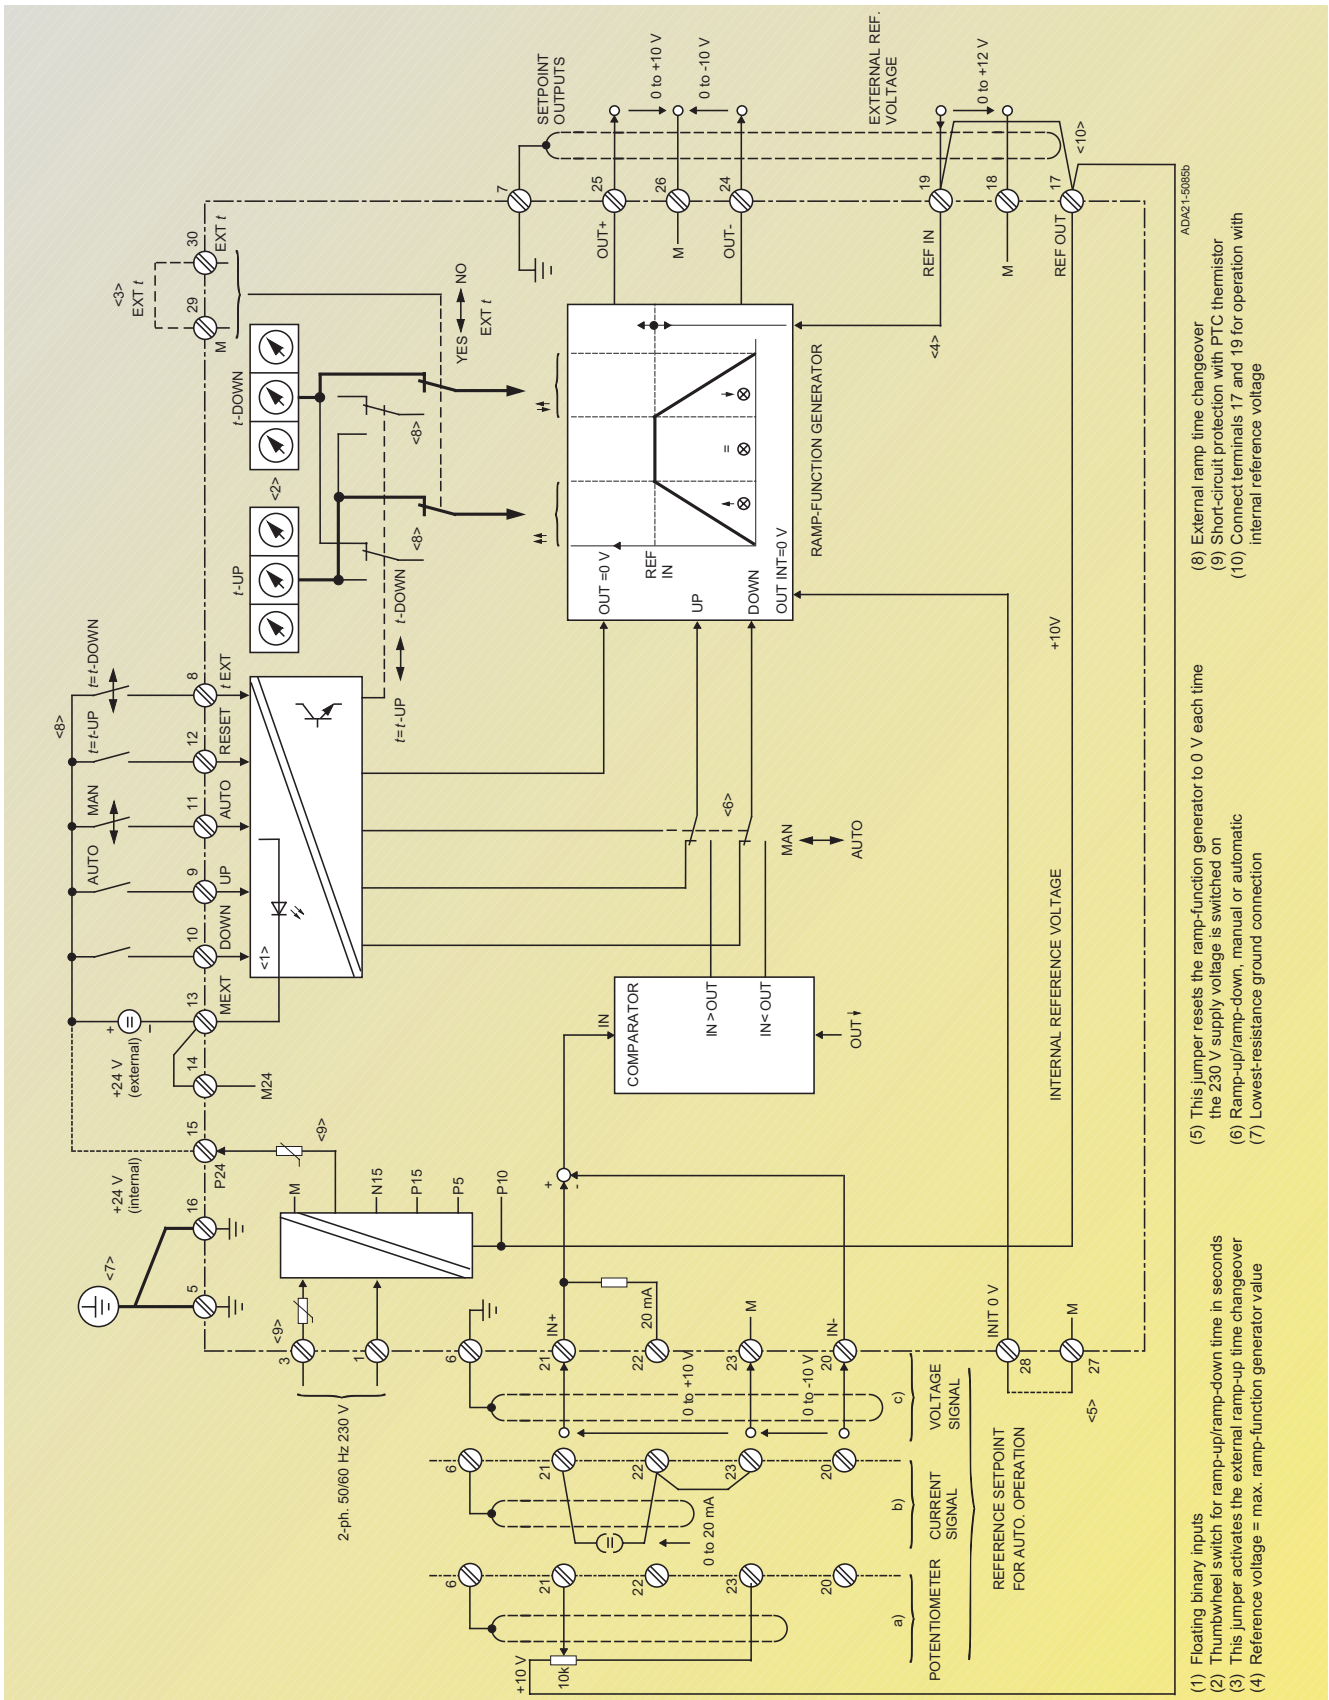 <7>
5
16
+24 V
(internal)
15
P24
14
M24
+24 V
(external)
+
-
13
MEXT
10
DOWN
AUTO
9
UP
MAN
11
AUTO
<8>
t=t-UP
12
RESET
t=t-DOWN
8
t EXT
<3>
EXT t
29
M
30
EXT t
t-UP
<2>
t-DOWN
<9>
3
1
2-ph. 50/60 Hz 230 V
M
<9>
N15
P15
P5
P10
<1>
t=t-UP
t-DOWN
<8>
<8>
YES
NO
EXT t
7
SETPOINT
OUTPUTS
25
OUT+
0 to +10 V
26
M
0 to -10 V
24
OUT-
OUT =0 V
REF
IN
UP
DOWN
OUT INT=0 V
=
RAMP-FUNCTION GENERATOR
<6>
MAN
AUTO
IN
COMPARATOR
IN > OUT
IN< OUT
OUT
+
-
6
21
IN+
22
20 mA
23
M
20
IN-
0 to +10 V
0 to -10 V
c)
VOLTAGE
SIGNAL
6
21
22
23
20
0 to 20 mA
b)
CURRENT
SIGNAL
6
21
22
23
20
+10 V
10k
a)
POTENTIOMETER
REFERENCE SETPOINT
FOR AUTO. OPERATION
INIT 0 V
28
M
27
<5>
INTERNAL REFERENCE VOLTAGE
+10V
<4>
EXTERNAL REF.
VOLTAGE
19
REF IN
0 to +12 V
18
M
17
REF OUT
<10>
ADA21-5085b
(1) Floating binary inputs
(2) Thumbwheel switch for ramp-up/ramp-down time in seconds
(3) This jumper activates the external ramp-up time changeover
(4) Reference voltage = max. ramp-function generator value
(5) This jumper resets the ramp-function generator to 0 V each time
the 230 V supply voltage is switched on
(6) Ramp-up/ramp-down, manual or automatic
(7) Lowest-resistance ground connection
(8) External ramp time changeover
(9) Short-circuit protection with PTC thermistor
(10) Connect terminals 17 and 19 for operation with
internal reference voltage